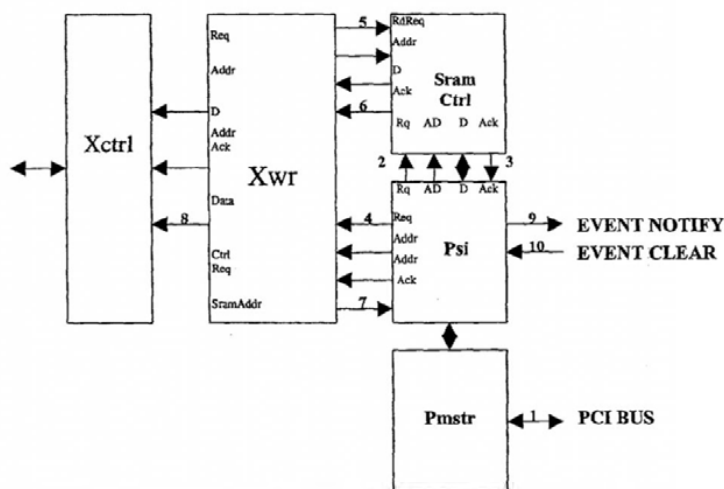 Xctrl
Req
Addr
D
Addr
Ack
Data
Ctrl
Req
SramAddr
Xwr
8
5
6
4
7
RdReq
Addr
D
Ack
Sram
Ctrl
Rq AD D Ack
2
3
Rq AD D Ack
Req
Addr
Addr
Ack
Psi
9 EVENT NOTIFY
10 EVENT CLEAR
Pmstr
1 PCI BUS